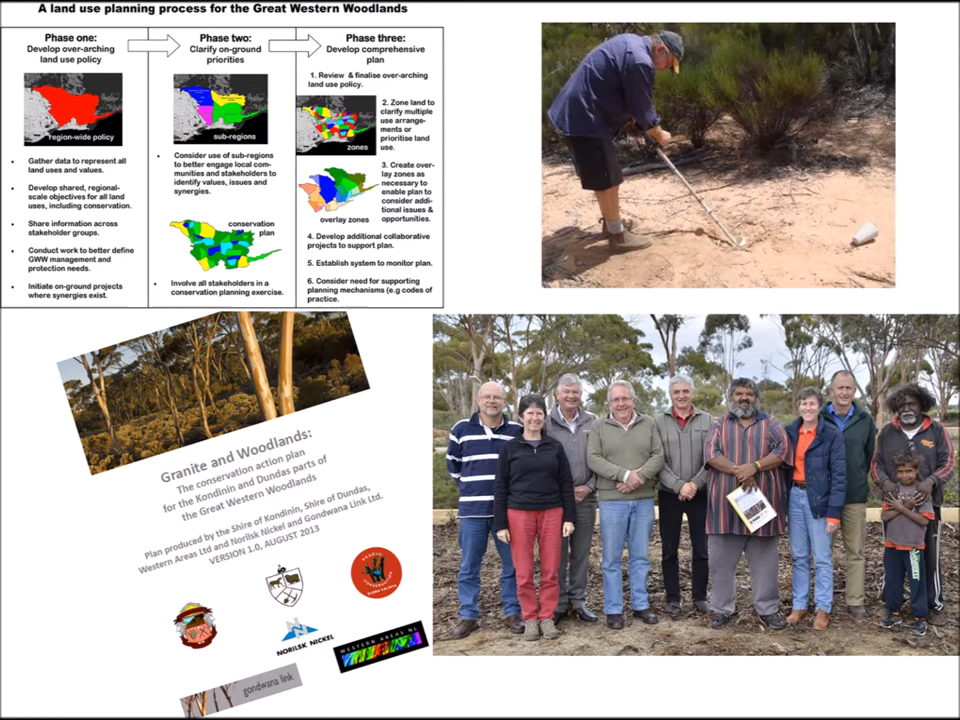 A land use planning process for the Great Western Woodlands
Phase one:
Develop over-arching
land use policy
region-wide policy
• Gather data to represent all
land uses and values.
• Develop shared, regional-
scale objectives for all land
uses, including conservation.
• Share information across
stakeholder groups.
• Conduct work to better define
GWW management and
protection needs.
• Initiate on-ground projects
where synergies exist.
Phase two:
Clarify on-ground
priorities
sub-regions
• Consider use of sub-regions
to better engage local com-
munities and stakeholders to
identify values, issues and
synergies.
conservation
plan
• Involve all stakeholders in a
conservation planning exercise.
Phase three:
Develop comprehensive
plan
1. Review & finalise over-arching
land use policy.
zones
2. Zone land to
clarify multiple
use arrange-
ments or
prioritise land
use.
3. Create over-
lay zones as
necessary to
enable plan to
consider addi-
tional issues &
opportunities.
overlay zones
4. Develop additional collaborative
projects to support plan.
5. Establish system to monitor plan.
6. Consider need for supporting
planning mechanisms (e.g codes of
practice.
Granite and Woodlands:
The conservation action plan
for the Kondinin and Dundas parts of
the Great Western Woodlands
Plan produced by the Shire of Kondinin, Shire of Dundas,
Western Areas Ltd and Norilsk Nickel and Gondwana Link Ltd.
VERSION 1.0, AUGUST 2013
NORILSK NICKEL
WESTERN AREAS NL
gondwana link